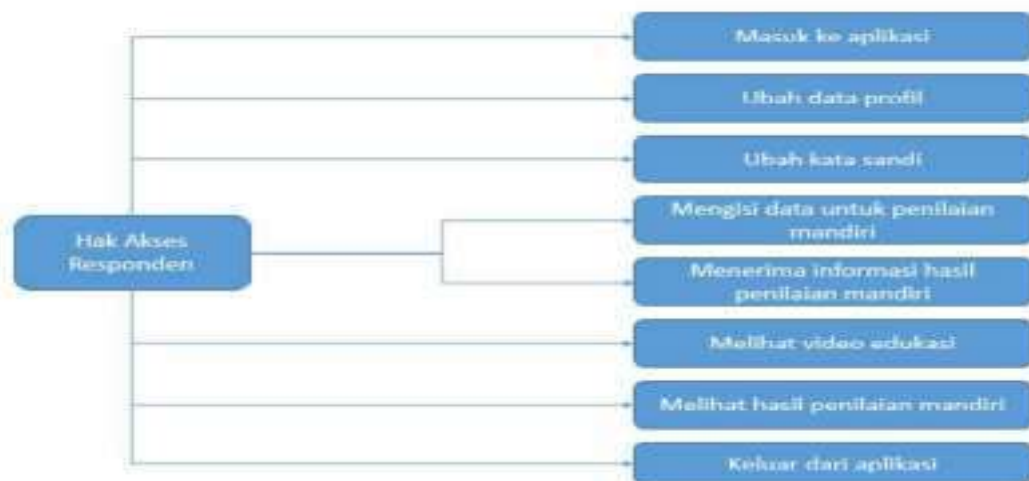 Masuk ke aplikasi
Ubah data profil
Ubah kata sandi
Mengisi data untuk penilaian
mandiri
Hak Akses
Responden
Menerima informasi hasil
penilaian mandiri
Melihat video edukasi
Melihat hasil penilaian mandiri
Keluar dari aplikasi